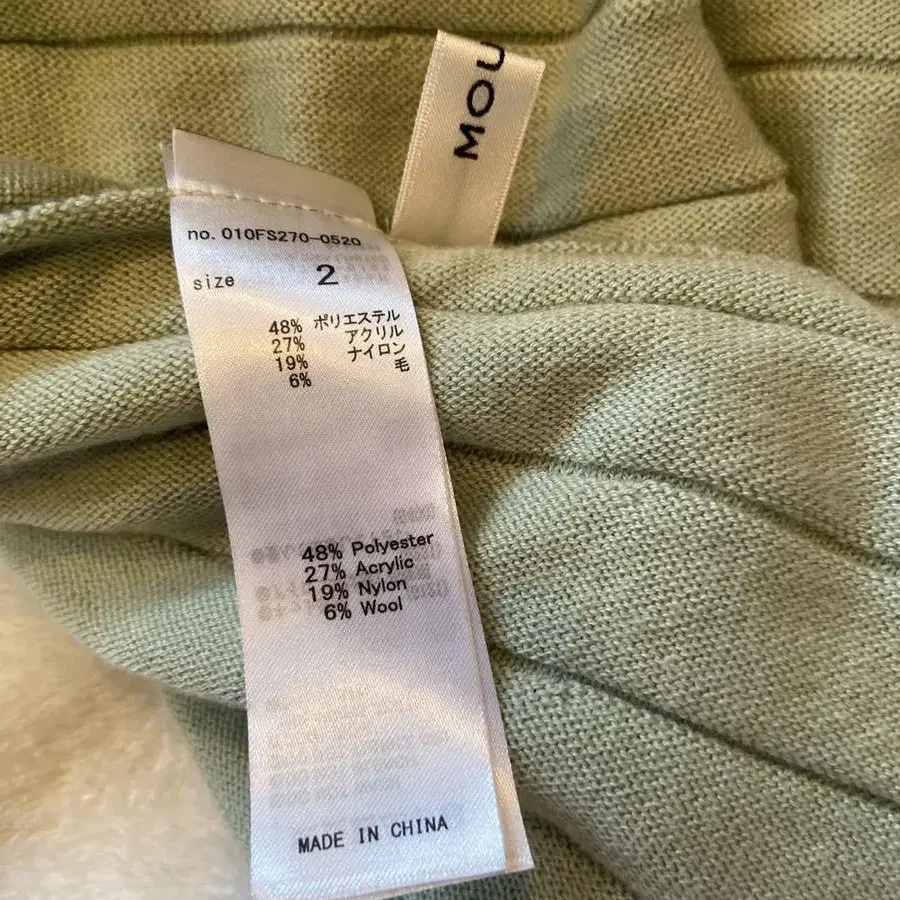 MOU
no. 010FS270-0520
size 2
48% ポリエステル
27% アクリル
19% ナイロン
6% 毛
48% Polyester
27% Acrylic
19% Nylon
6% Wool
MADE IN CHINA